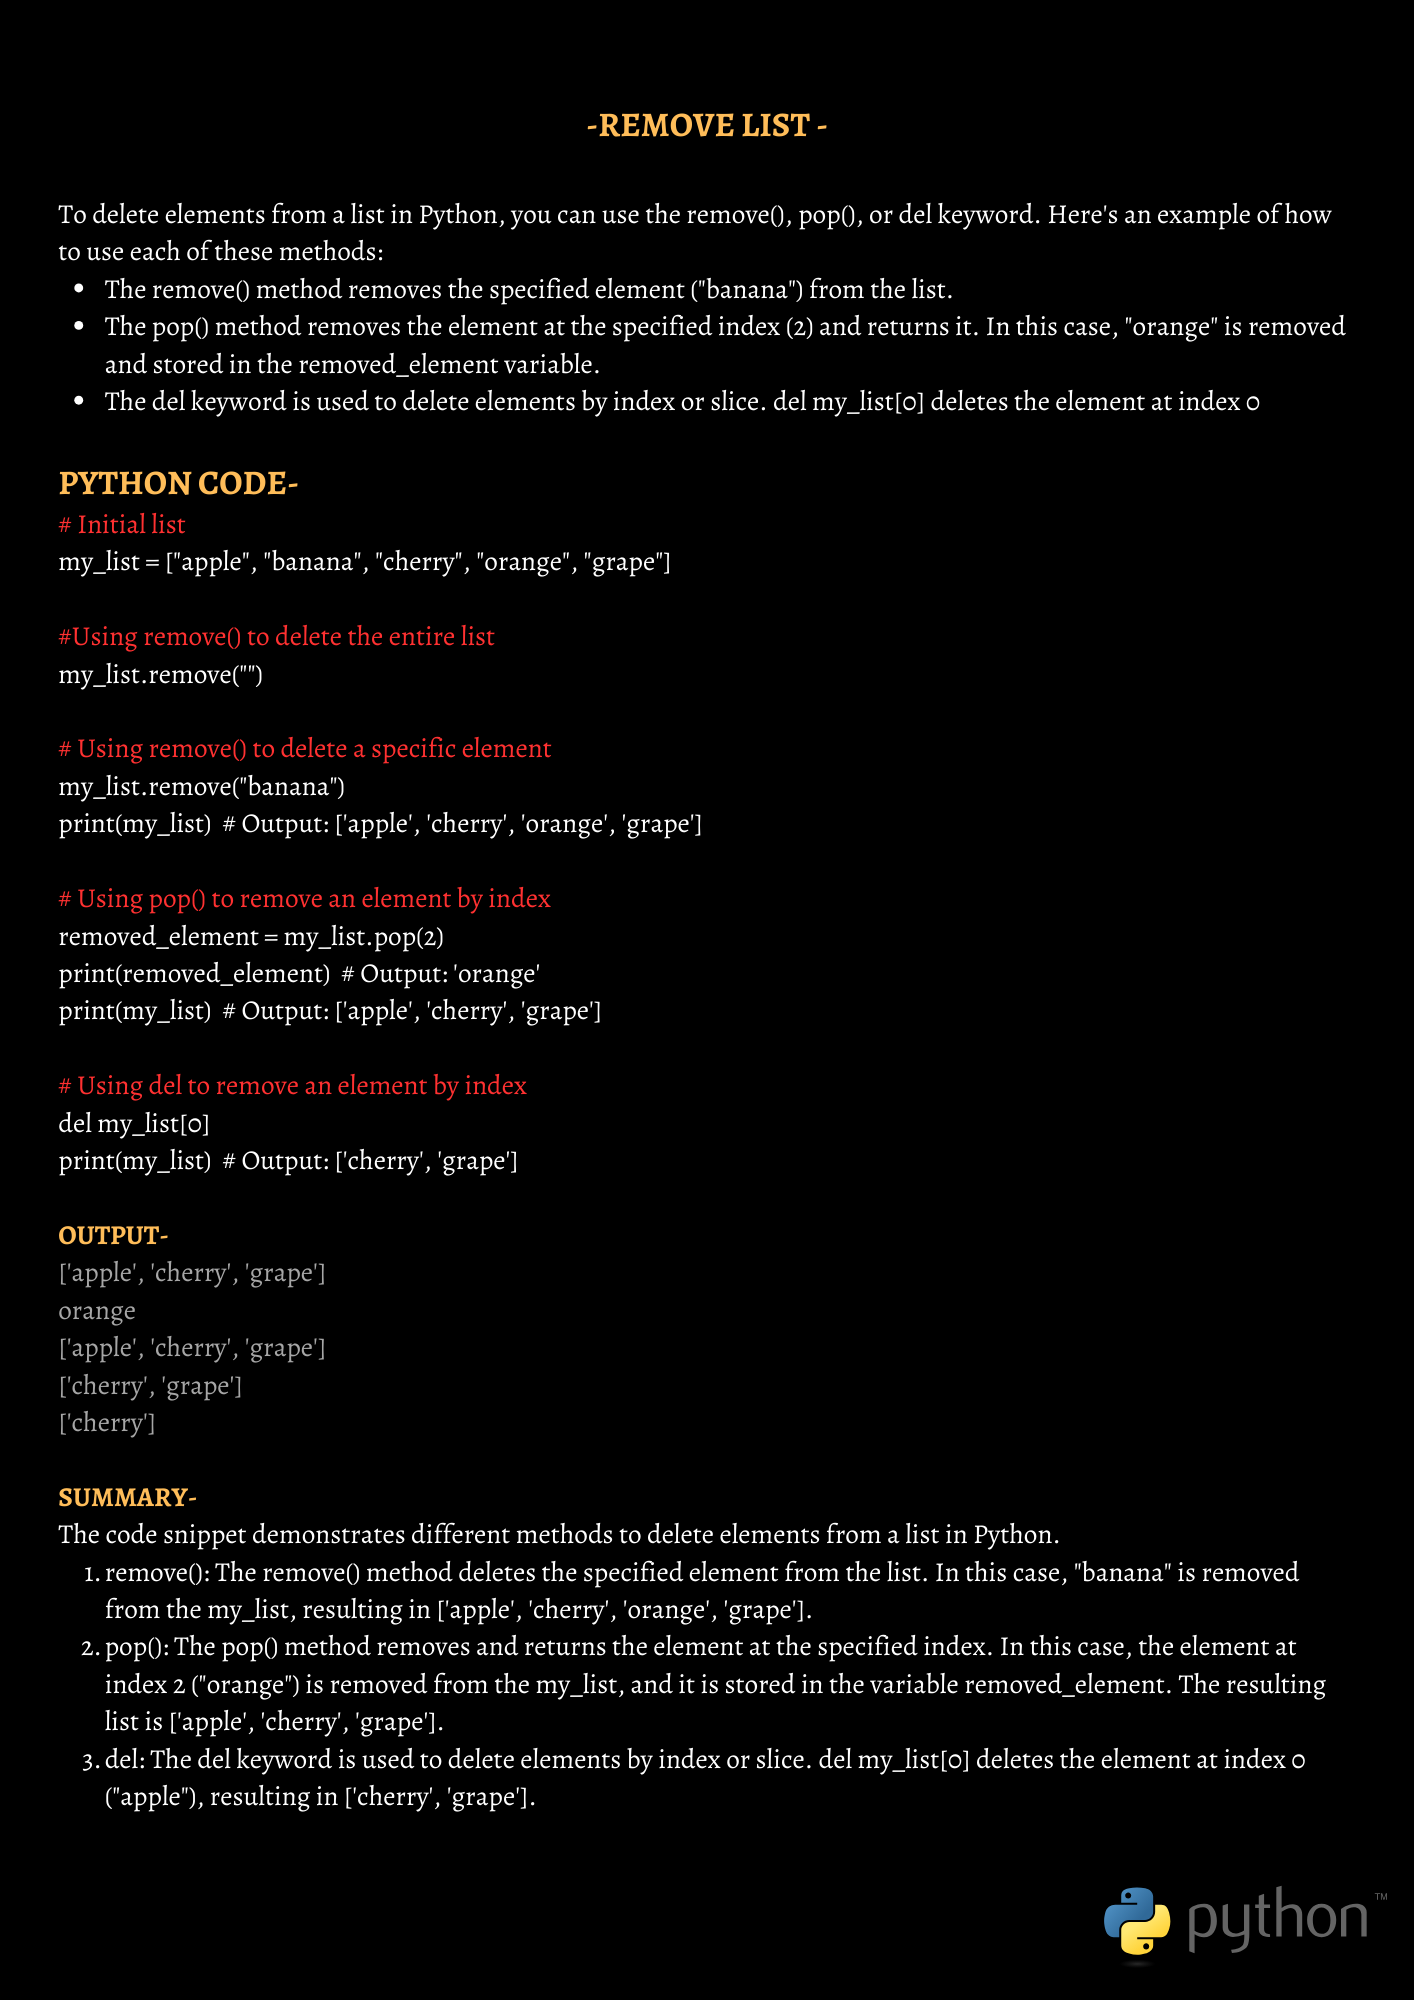 -REMOVE LIST -
To delete elements from a list in Python, you can use the remove(), pop(), or del keyword. Here's an example of how
to use each of these methods:
• The remove() method removes the specified element ("banana") from the list.
• The pop() method removes the element at the specified index (2) and returns it. In this case, "orange" is removed
and stored in the removed_element variable.
• The del keyword is used to delete elements by index or slice. del my_list[0] deletes the element at index 0
PYTHON CODE-
# Initial list
my_list = ["apple", "banana", "cherry", "orange", "grape"]
#Using remove() to delete the entire list
my_list.remove("")
# Using remove() to delete a specific element
my_list.remove("banana")
print(my_list)  # Output: ['apple', 'cherry', 'orange', 'grape']
# Using pop() to remove an element by index
removed_element = my_list.pop(2)
print(removed_element)  # Output: 'orange'
print(my_list)  # Output: ['apple', 'cherry', 'grape']
# Using del to remove an element by index
del my_list[0]
print(my_list)  # Output: ['cherry', 'grape']
OUTPUT-
['apple', 'cherry', 'grape']
orange
['apple', 'cherry', 'grape']
['cherry', 'grape']
['cherry']
SUMMARY-
The code snippet demonstrates different methods to delete elements from a list in Python.
1. remove(): The remove() method deletes the specified element from the list. In this case, "banana" is removed
from the my_list, resulting in ['apple', 'cherry', 'orange', 'grape'].
2. pop(): The pop() method removes and returns the element at the specified index. In this case, the element at
index 2 ("orange") is removed from the my_list, and it is stored in the variable removed_element. The resulting
list is ['apple', 'cherry', 'grape'].
3. del: The del keyword is used to delete elements by index or slice. del my_list[0] deletes the element at index 0
("apple"), resulting in ['cherry', 'grape'].
python™